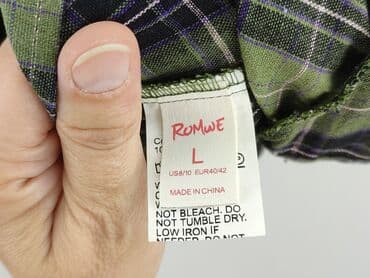 ROMWE
L
US8/10 EUR40/42
MADE IN CHINA
NOT BLEACH. DO
NOT TUMBLE DRY.
LOW IRON IF